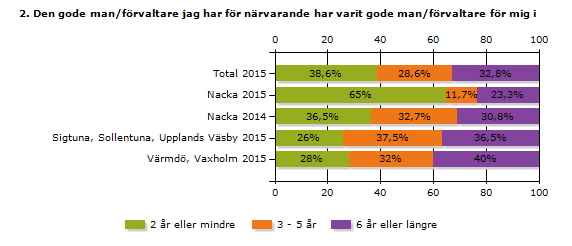 2. Den gode man/förvaltare jag har för närvarande har varit gode man/förvaltare för mig i
0 20 40 60 80 100
Total 2015 38,6% 28,6% 32,8%
Nacka 2015 65% 11,7% 23,3%
Nacka 2014 36,5% 32,7% 30,8%
Sigtuna, Sollentuna, Upplands Väsby 2015 26% 37,5% 36,5%
Värmdö, Vaxholm 2015 28% 32% 40%
0 20 40 60 80 100
2 år eller mindre 3 - 5 år 6 år eller längre